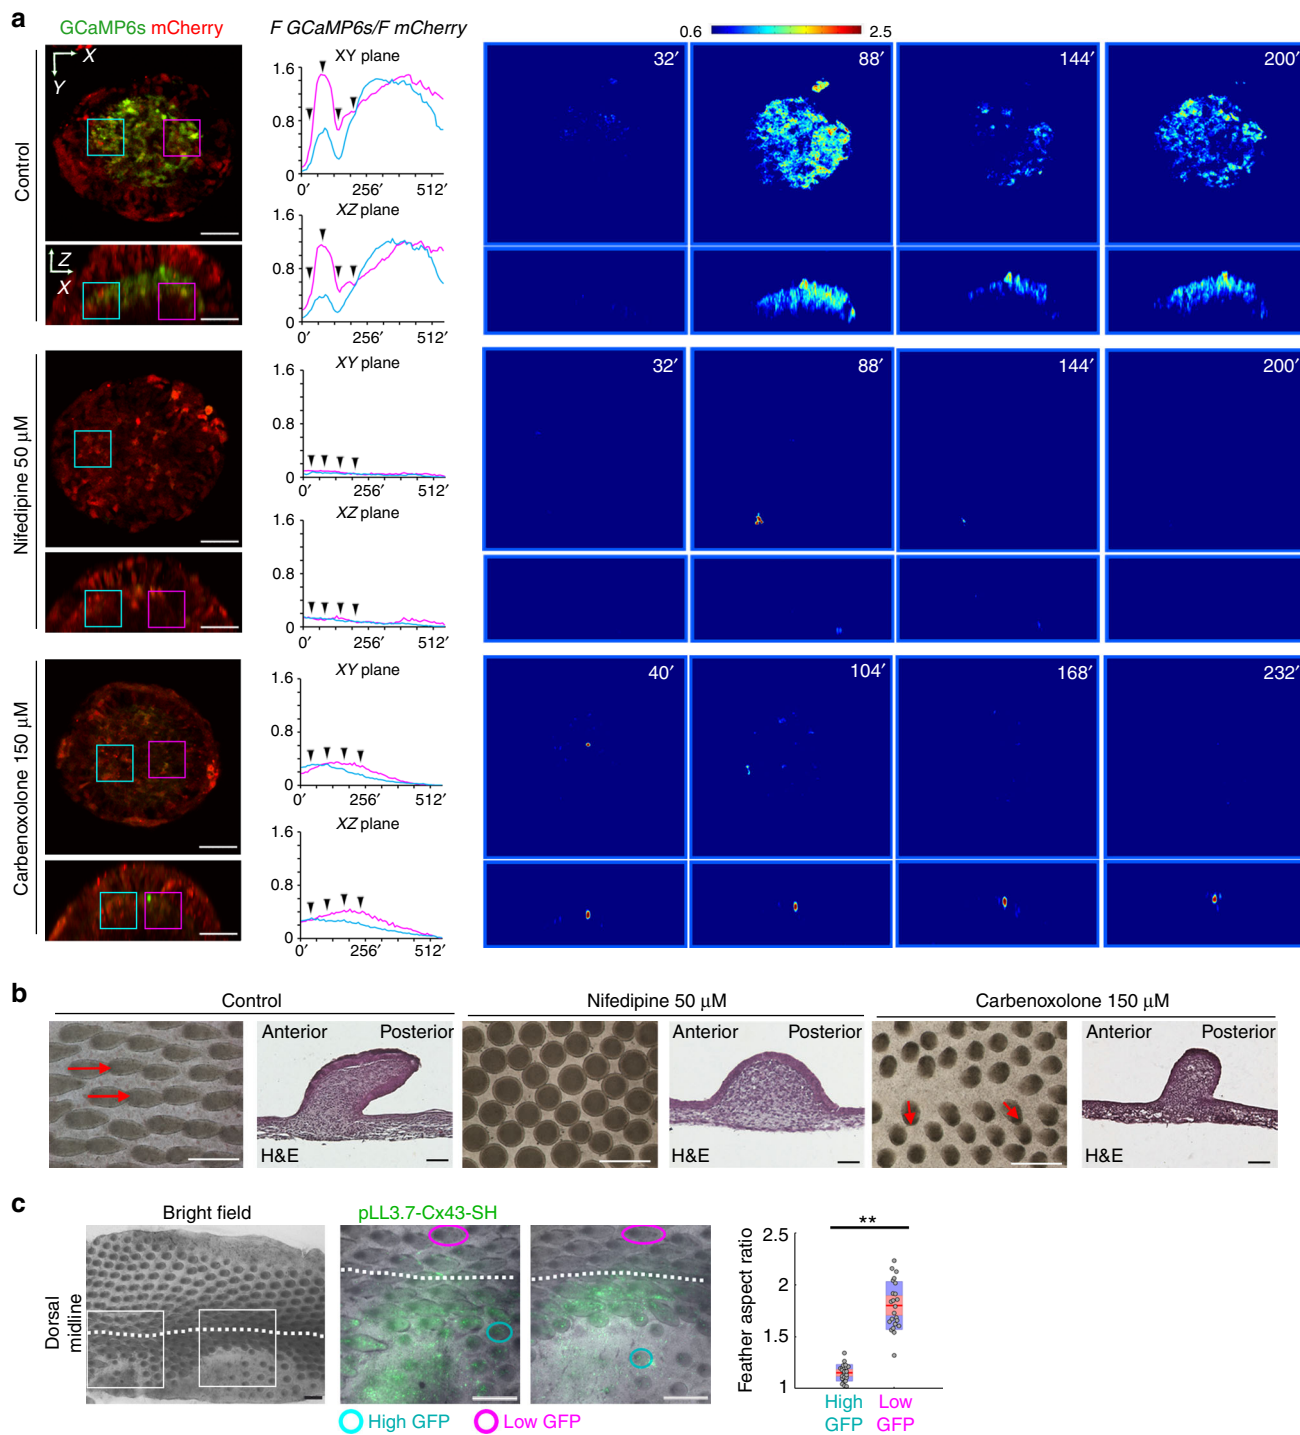 a
GCaMP6s mCherry
F GCaMP6s/F mCherry
0.6 2.5
Control
X
Y
Z
X
XY plane
1.6
0.8
0
0′ 256′ 512′
XZ plane
1.6
0.8
0
0′ 256′ 512′
32′ 88′ 144′ 200′
Nifedipine 50 μM
XY plane
1.6
0.8
0
0′ 256′ 512′
XZ plane
1.6
0.8
0
0′ 256′ 512′
32′ 88′ 144′ 200′
Carbenoxolone 150 μM
XY plane
1.6
0.8
0
0′ 256′ 512′
XZ plane
1.6
0.8
0
0′ 256′ 512′
40′ 104′ 168′ 232′
b
Control Nifedipine 50 μM Carbenoxolone 150 μM
Anterior Posterior Anterior Posterior Anterior Posterior
H&E H&E H&E
c
Bright field pLL3.7-Cx43-SH
Dorsal
midline
High GFP Low GFP
**
Feather aspect ratio
2.5
2
1.5
1
High
GFP
Low
GFP